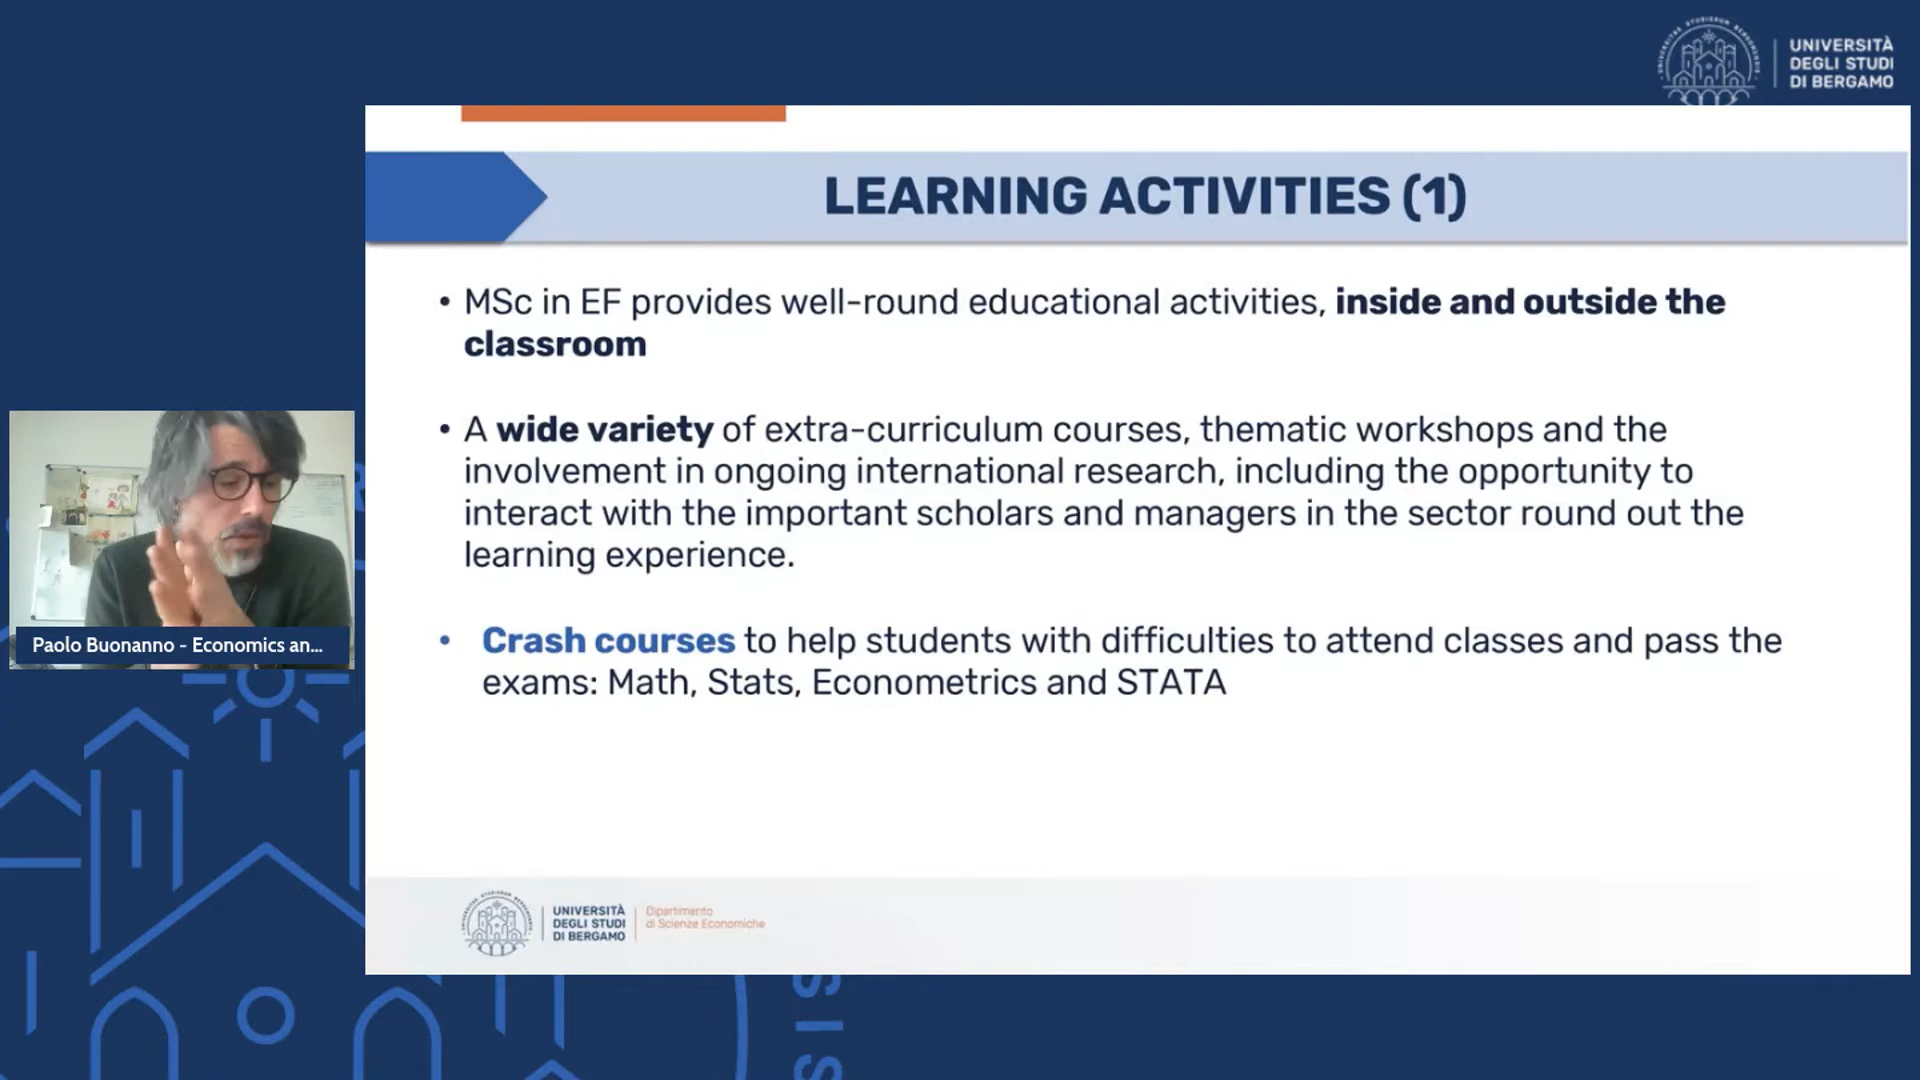 UNIVERSITÀ
DEGLI STUDI
DI BERGAMO
LEARNING ACTIVITIES (1)
• MSc in EF provides well-round educational activities, inside and outside the
classroom
• A wide variety of extra-curriculum courses, thematic workshops and the
involvement in ongoing international research, including the opportunity to
interact with the important scholars and managers in the sector round out the
learning experience.
• Crash courses to help students with difficulties to attend classes and pass the
exams: Math, Stats, Econometrics and STATA
Paolo Buonanno - Economics an...
UNIVERSITÀ
DEGLI STUDI
DI BERGAMO
Dipartimento
di Scienze Economiche
SIS